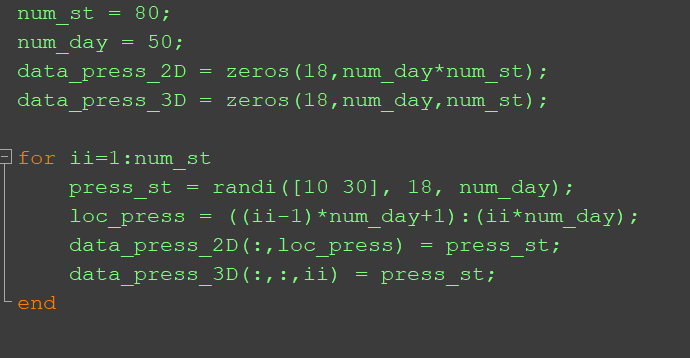 num_st = 80;
num_day = 50;
data_press_2D = zeros(18,num_day*num_st);
data_press_3D = zeros(18,num_day,num_st);
for ii=1:num_st
    press_st = randi([10 30], 18, num_day);
    loc_press = ((ii-1)*num_day+1):(ii*num_day);
    data_press_2D(:,loc_press) = press_st;
    data_press_3D(:,:,ii) = press_st;
end